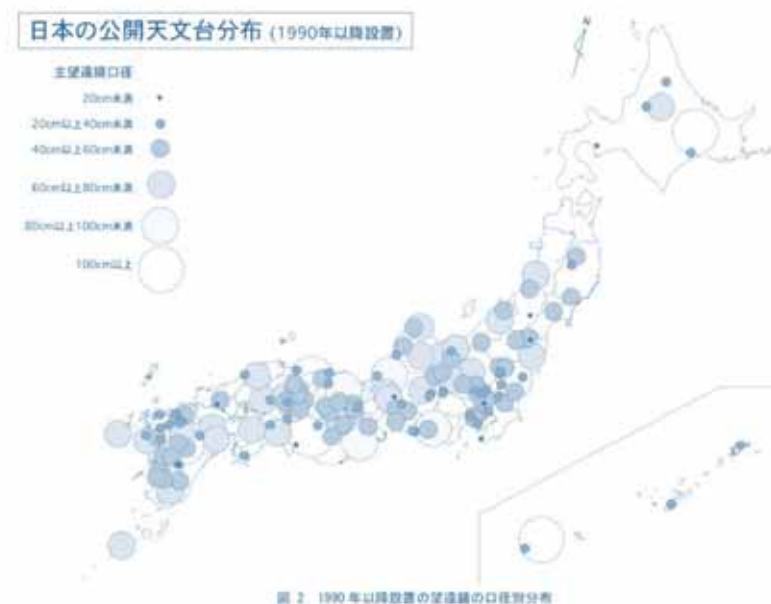 日本の公開天文台分布 (1990年以降設置)
N
主望遠鏡口径
20cm未満
20cm以上40cm未満
40cm以上60cm未満
60cm以上80cm未満
80cm以上100cm未満
100cm以上
図 2 1990 年以降設置の望遠鏡の口径別分布